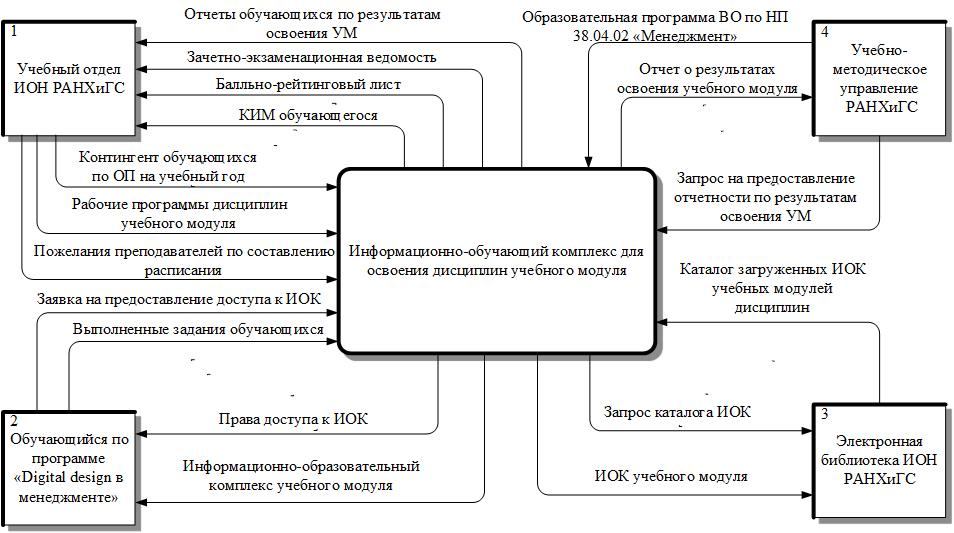 1
Учебный отдел
ИОН РАНХиГС
Отчеты обучающихся по результатам
освоения УМ
Зачетно-экзаменационная ведомость
Балльно-рейтинговый лист
КИМ обучающегося
Образовательная программа ВО по НП
38.04.02 «Менеджмент»
Отчет о результатах
освоения учебного модуля
4
Учебно-
методическое
управление
РАНХиГС
Контингент обучающихся
по ОП на учебный год
Рабочие программы дисциплин
учебного модуля
Пожелания преподавателей по составлению
расписания
Заявка на предоставление доступа к ИОК
Выполненные задания обучающихся
Информационно-обучающий комплекс для
освоения дисциплин учебного модуля
Запрос на предоставление
отчетности по результатам
освоения УМ
Каталог загруженных ИОК
учебных модулей
дисциплин
2
Обучающийся по
программе
«Digital design в
менеджменте»
Права доступа к ИОК
Информационно-образовательный
комплекс учебного модуля
Запрос каталога ИОК
ИОК учебного модуля
3
Электронная
библиотека ИОН
РАНХиГС